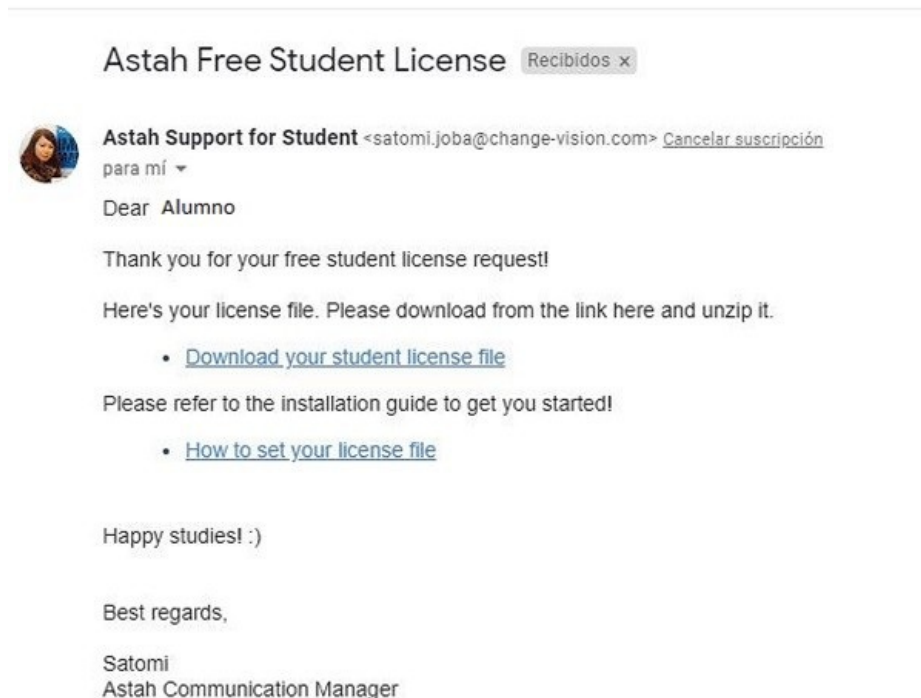 Astah Free Student License Recibidos x
Astah Support for Student <satomi.joba@change-vision.com> Cancelar suscripción
para mí
Dear Alumno
Thank you for your free student license request!
Here's your license file. Please download from the link here and unzip it.
• Download your student license file
Please refer to the installation guide to get you started!
• How to set your license file
Happy studies! :)
Best regards,
Satomi
Astah Communication Manager